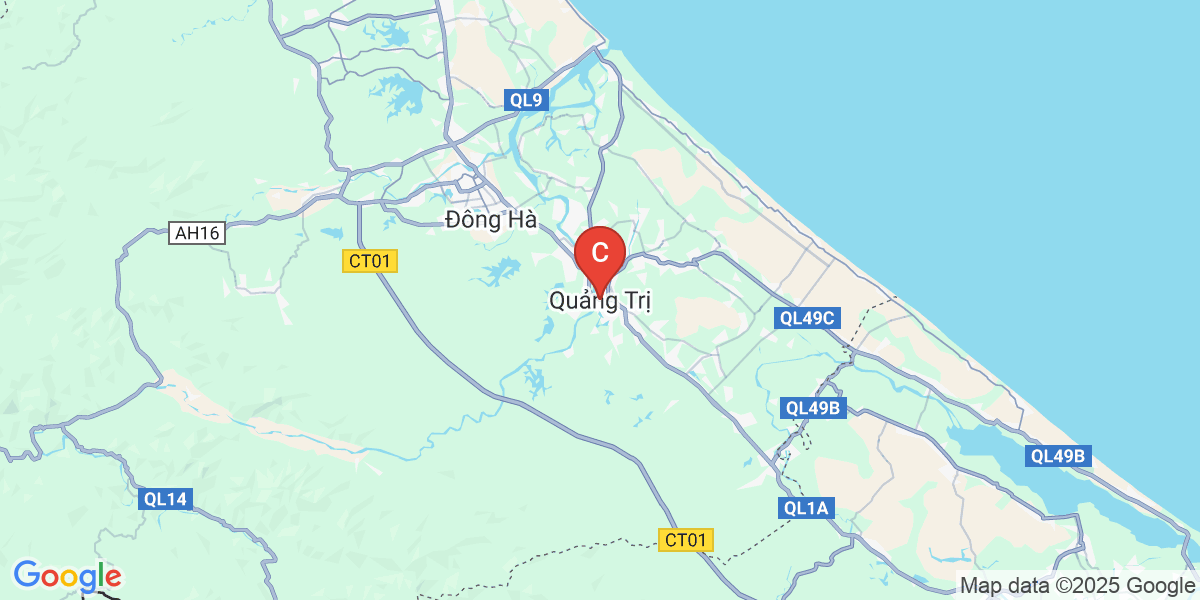 QL9
Đông Hà
AH16
C
CT01
Quảng Trị
QL49C
QL49B
QL49B
QL14
QL1A
CT01
Google
Map data ©2025 Google